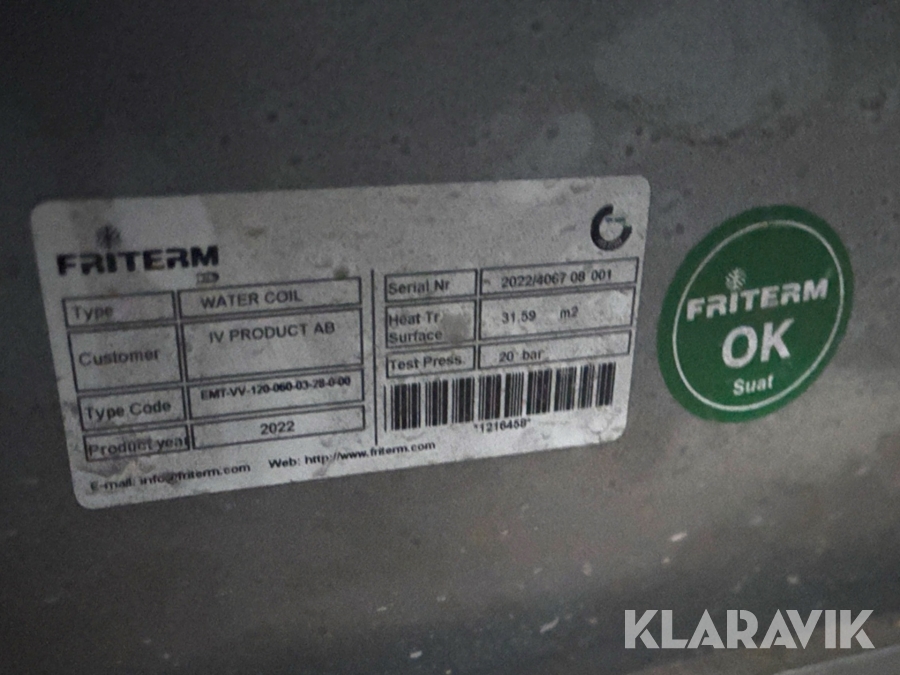 FRITERM
Type WATER COIL
Customer IV PRODUCT AB
Type Code EMT-VV-120-060-03-28-0-00
Product year 2022
E-mail: info@friterm.com Web: http://www.friterm.com
Serial Nr 2022/4067 08 001
Heat Tr. Surface 31.59 m2
Test Press. 20 bar
*1216458*
FRITERM
OK
Suat
KLARAVIK